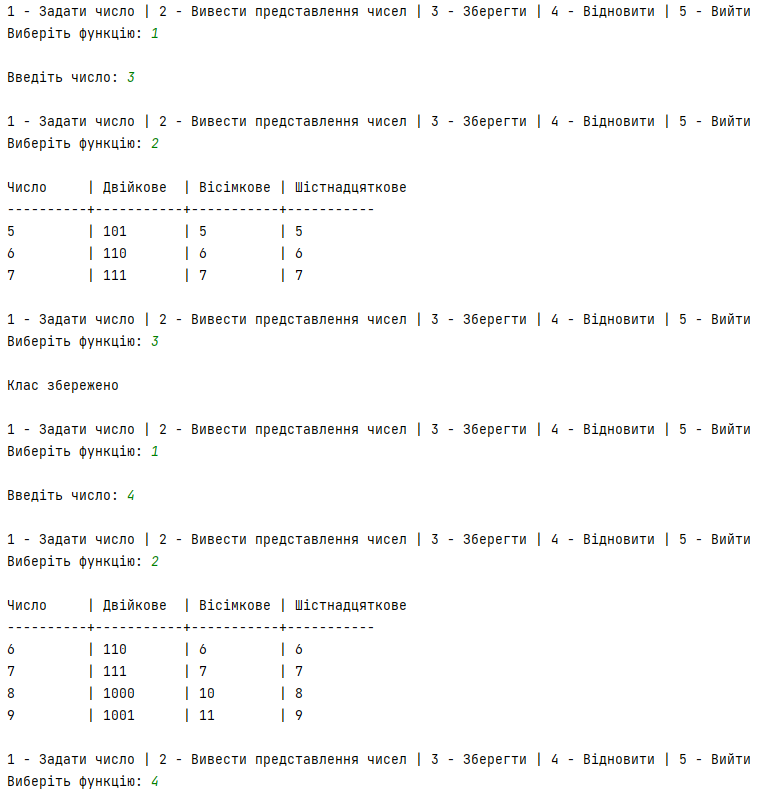 1 - Задати число | 2 - Вивести представлення чисел | 3 - Зберегти | 4 - Відновити | 5 - Вийти
Виберіть функцію: 1
Введіть число: 3
1 - Задати число | 2 - Вивести представлення чисел | 3 - Зберегти | 4 - Відновити | 5 - Вийти
Виберіть функцію: 2
Число     | Двійкове  | Вісімкове | Шістнадцяткове
----------+-----------+-----------+-----------
5         | 101       | 5         | 5
6         | 110       | 6         | 6
7         | 111       | 7         | 7
1 - Задати число | 2 - Вивести представлення чисел | 3 - Зберегти | 4 - Відновити | 5 - Вийти
Виберіть функцію: 3
Клас збережено
1 - Задати число | 2 - Вивести представлення чисел | 3 - Зберегти | 4 - Відновити | 5 - Вийти
Виберіть функцію: 1
Введіть число: 4
1 - Задати число | 2 - Вивести представлення чисел | 3 - Зберегти | 4 - Відновити | 5 - Вийти
Виберіть функцію: 2
Число     | Двійкове  | Вісімкове | Шістнадцяткове
----------+-----------+-----------+-----------
6         | 110       | 6         | 6
7         | 111       | 7         | 7
8         | 1000      | 10        | 8
9         | 1001      | 11        | 9
1 - Задати число | 2 - Вивести представлення чисел | 3 - Зберегти | 4 - Відновити | 5 - Вийти
Виберіть функцію: 4